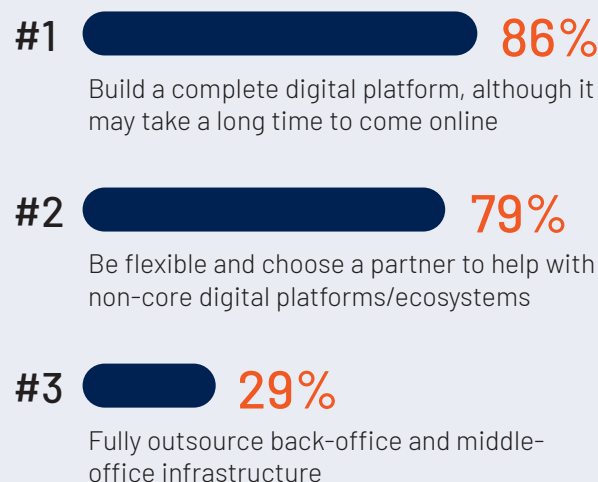 #1 86%
Build a complete digital platform, although it
may take a long time to come online
#2 79%
Be flexible and choose a partner to help with
non-core digital platforms/ecosystems
#3 29%
Fully outsource back-office and middle-
office infrastructure